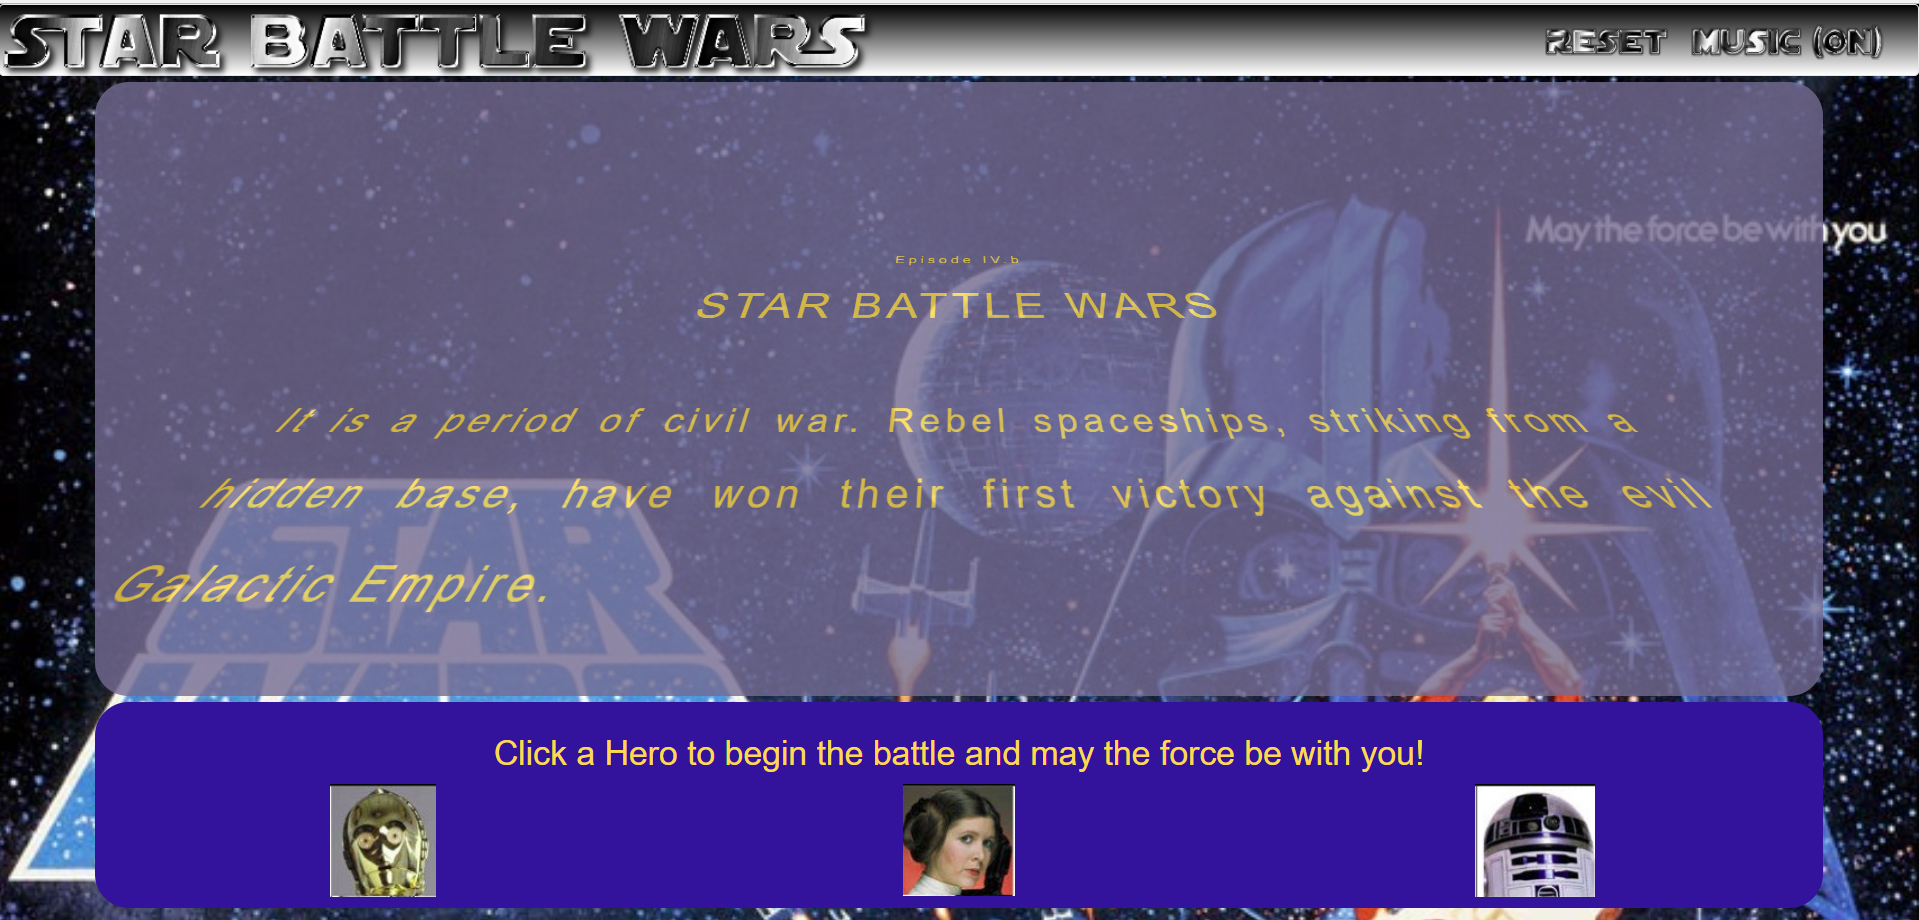 STAR BATTLE WARS
RESET MUSIC (ON)
May the force be with you
Episode IV.b
STAR BATTLE WARS
It is a period of civil war. Rebel spaceships, striking from a
hidden base, have won their first victory against the evil
Galactic Empire.
STAR
WARS
Click a Hero to begin the battle and may the force be with you!